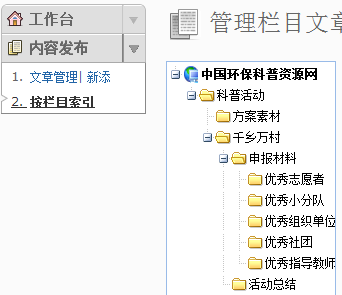 工作台
内容发布
1. 文章管理| 新添
2. 按栏目索引
管理栏目文章
中国环保科普资源网
科普活动
方案素材
千乡万村
申报材料
优秀志愿者
优秀小分队
优秀组织单位
优秀社团
优秀指导教师
活动总结